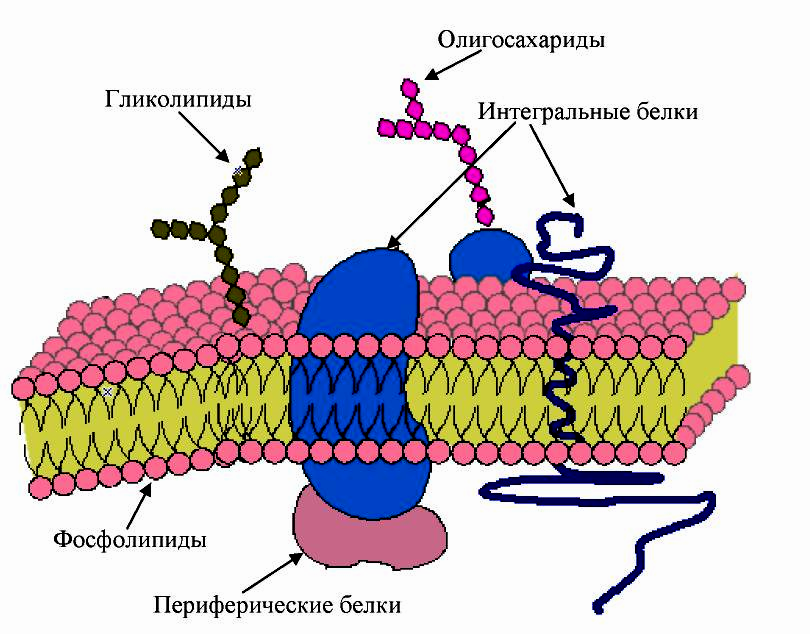 Олигосахариды
Гликолипиды
Интегральные белки
Фосфолипиды
Периферические белки